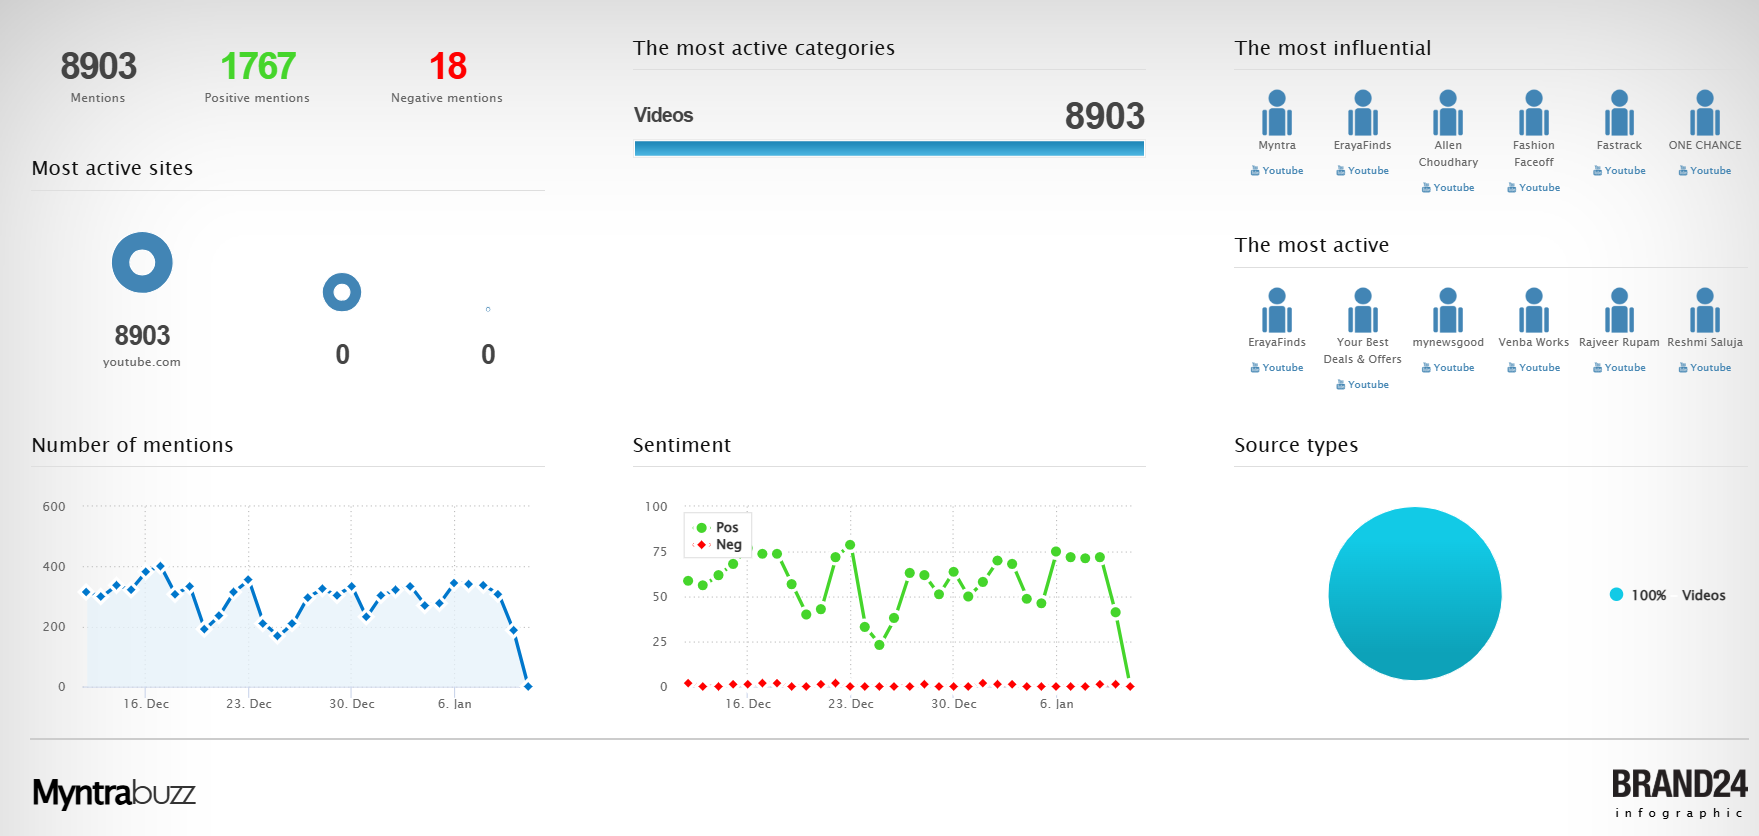 8903
Mentions
1767
Positive mentions
18
Negative mentions
Most active sites
8903
youtube.com
0
0
The most active categories
Videos 8903
The most influential
Myntra
Youtube
ErayaFinds
Youtube
Allen
Choudhary
Youtube
Fashion
Faceoff
Youtube
Fastrack
Youtube
ONE CHANCE
Youtube
The most active
ErayaFinds
Youtube
Your Best
Deals & Offers
Youtube
mynewsgood
Youtube
Venba Works
Youtube
Rajveer Rupam
Youtube
Reshmi Saluja
Youtube
Number of mentions
600
400
200
0
16. Dec 23. Dec 30. Dec 6. Jan
Sentiment
100
75
50
25
0
Pos
Neg
16. Dec 23. Dec 30. Dec 6. Jan
Source types
100% Videos
Myntrabuzz
BRAND24
infographic